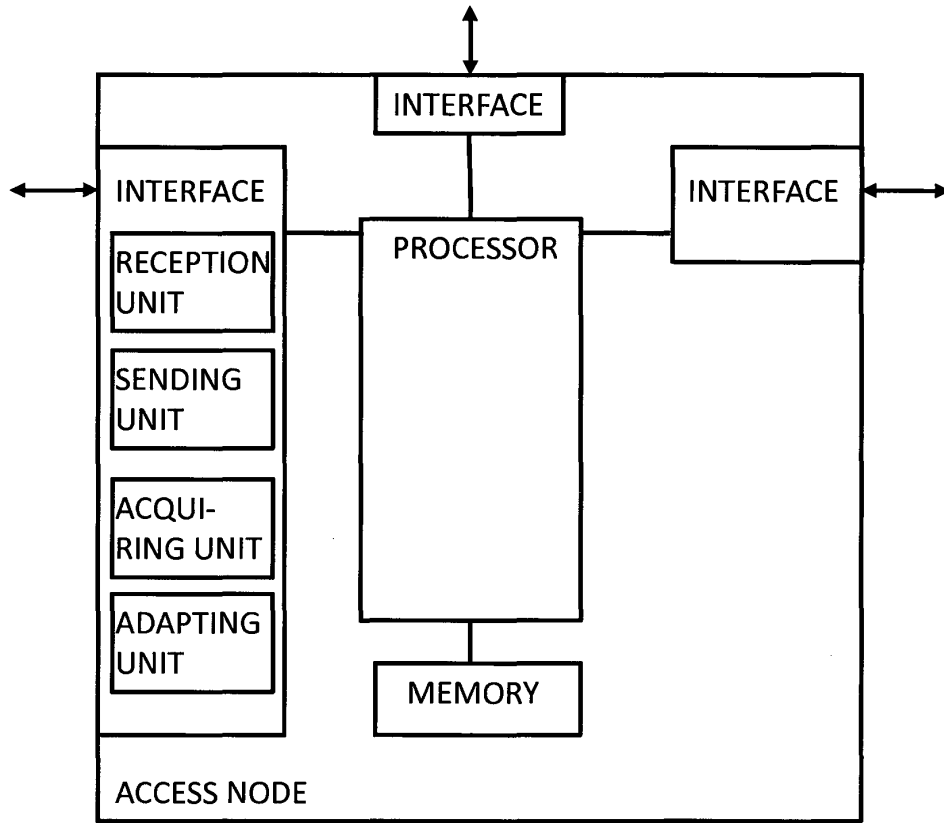 INTERFACE
INTERFACE
RECEPTION
UNIT
SENDING
UNIT
ACQUI-
RING UNIT
ADAPTING
UNIT
PROCESSOR
INTERFACE
MEMORY
ACCESS NODE